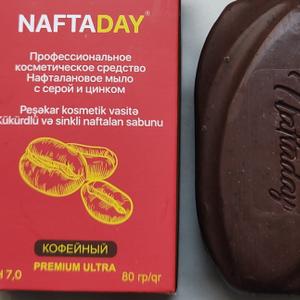 NAFTADAY®
Профессиональное
косметическое средство
Нафталановое мыло
с серой и цинком
Peşəkar kosmetik vasitə
Kükürdlü və sinkli naftalan sabunu
КОФЕЙНЫЙ
H 7,0 PREMIUM ULTRA 80 гр/qr
Naftaday